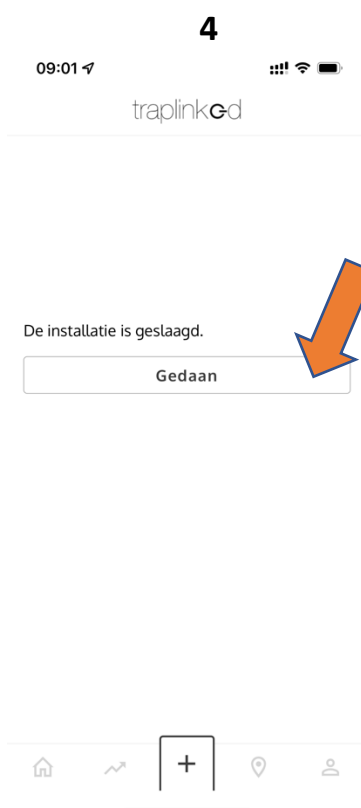 4
09:01
traplinked
De installatie is geslaagd.
Gedaan